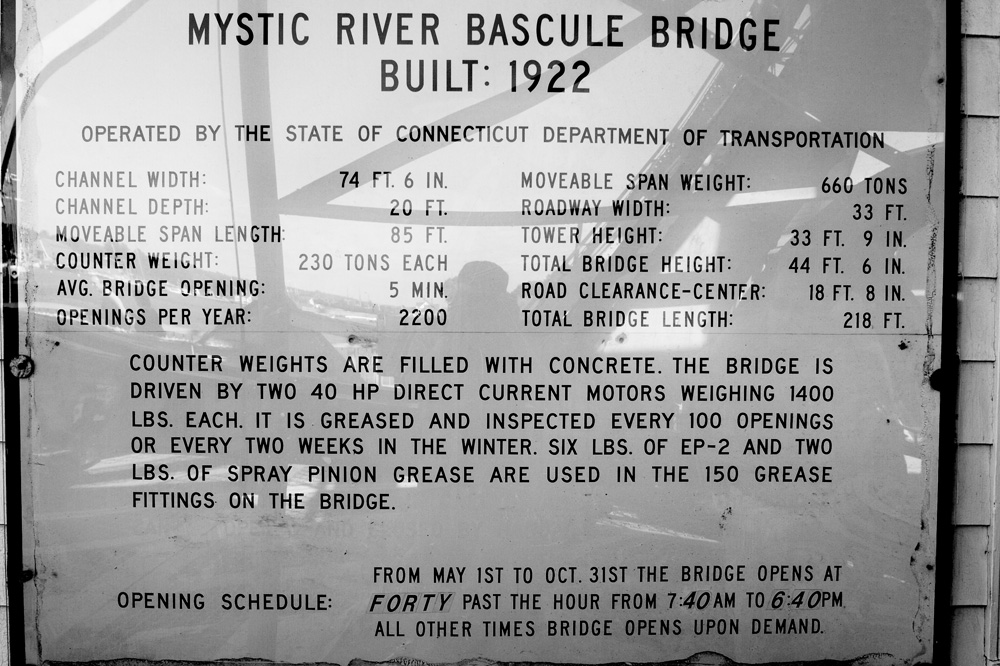 MYSTIC RIVER BASCULE BRIDGE
BUILT: 1922
OPERATED BY THE STATE OF CONNECTICUT DEPARTMENT OF TRANSPORTATION
CHANNEL WIDTH: 74 FT. 6 IN. MOVEABLE SPAN WEIGHT: 660 TONS
CHANNEL DEPTH: 20 FT. ROADWAY WIDTH: 33 FT.
MOVEABLE SPAN LENGTH: 85 FT. TOWER HEIGHT: 33 FT. 9 IN.
COUNTER WEIGHT: 230 TONS EACH TOTAL BRIDGE HEIGHT: 44 FT. 6 IN.
AVG. BRIDGE OPENING: 5 MIN. ROAD CLEARANCE-CENTER: 18 FT. 8 IN.
OPENINGS PER YEAR: 2200 TOTAL BRIDGE LENGTH: 218 FT.
COUNTER WEIGHTS ARE FILLED WITH CONCRETE. THE BRIDGE IS
DRIVEN BY TWO 40 HP DIRECT CURRENT MOTORS WEIGHING 1400
LBS. EACH. IT IS GREASED AND INSPECTED EVERY 100 OPENINGS
OR EVERY TWO WEEKS IN THE WINTER. SIX LBS. OF EP-2 AND TWO
LBS. OF SPRAY PINION GREASE ARE USED IN THE 150 GREASE
FITTINGS ON THE BRIDGE.
FROM MAY 1ST TO OCT. 31ST THE BRIDGE OPENS AT
OPENING SCHEDULE: FORTY PAST THE HOUR FROM 7:40 AM TO 6:40PM.
ALL OTHER TIMES BRIDGE OPENS UPON DEMAND.